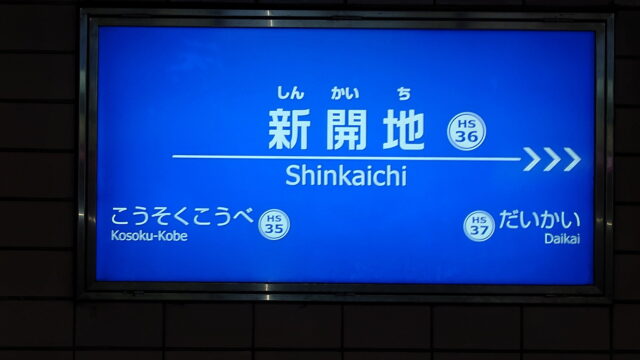 しん かい ち
新開地 HS 36
Shinkaichi
こうそくこうべ HS 35
Kosoku-Kobe
HS 37 だいかい
Daikai